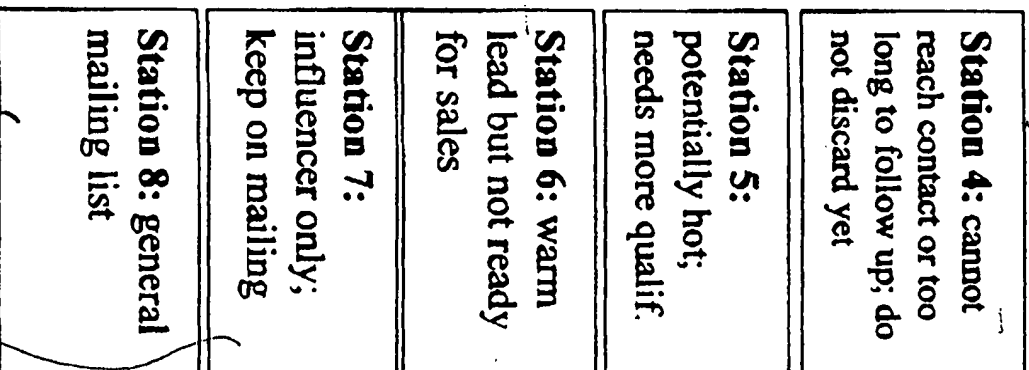 Station 4: cannot
reach contact or too
long to follow up; do
not discard yet
Station 5:
potentially hot;
needs more qualif.
Station 6: warm
lead but not ready
for sales
Station 7:
influencer only;
keep on mailing
Station 8: general
mailing list